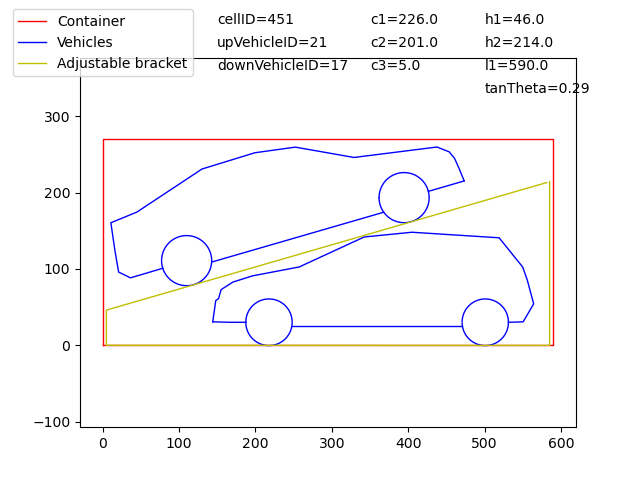 Container
Vehicles
Adjustable bracket
cellID=451
upVehicleID=21
downVehicleID=17
c1=226.0
c2=201.0
c3=5.0
h1=46.0
h2=214.0
l1=590.0
tanTheta=0.29
300
200
100
0
−100
0 100 200 300 400 500 600